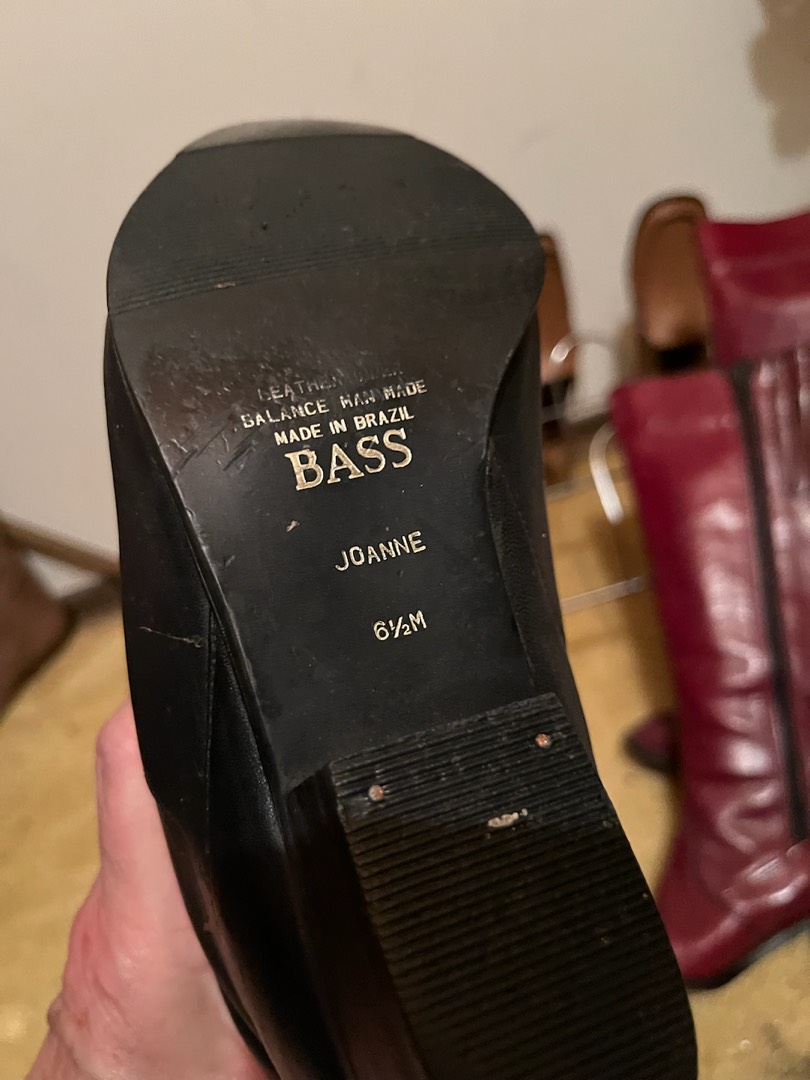 LEATHER
BALANCE MAN MADE
MADE IN BRAZIL
BASS
JOANNE
6½M